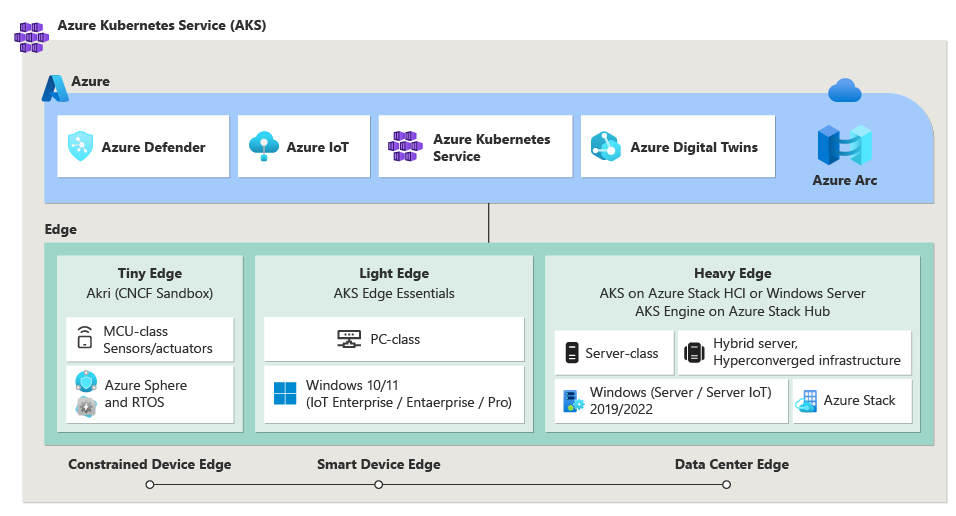 Azure Kubernetes Service (AKS)
Azure
Azure Defender
Azure IoT
Azure Kubernetes
Service
Azure Digital Twins
Azure Arc
Edge
Tiny Edge
Akri (CNCF Sandbox)
MCU-class
Sensors/actuators
Azure Sphere
and RTOS
Light Edge
AKS Edge Essentials
PC-class
Windows 10/11
(IoT Enterprise / Entaerprise / Pro)
Heavy Edge
AKS on Azure Stack HCI or Windows Server
AKS Engine on Azure Stack Hub
Server-class
Hybrid server,
Hyperconverged infrastructure
Windows (Server / Server IoT)
2019/2022
Azure Stack
Constrained Device Edge
Smart Device Edge
Data Center Edge